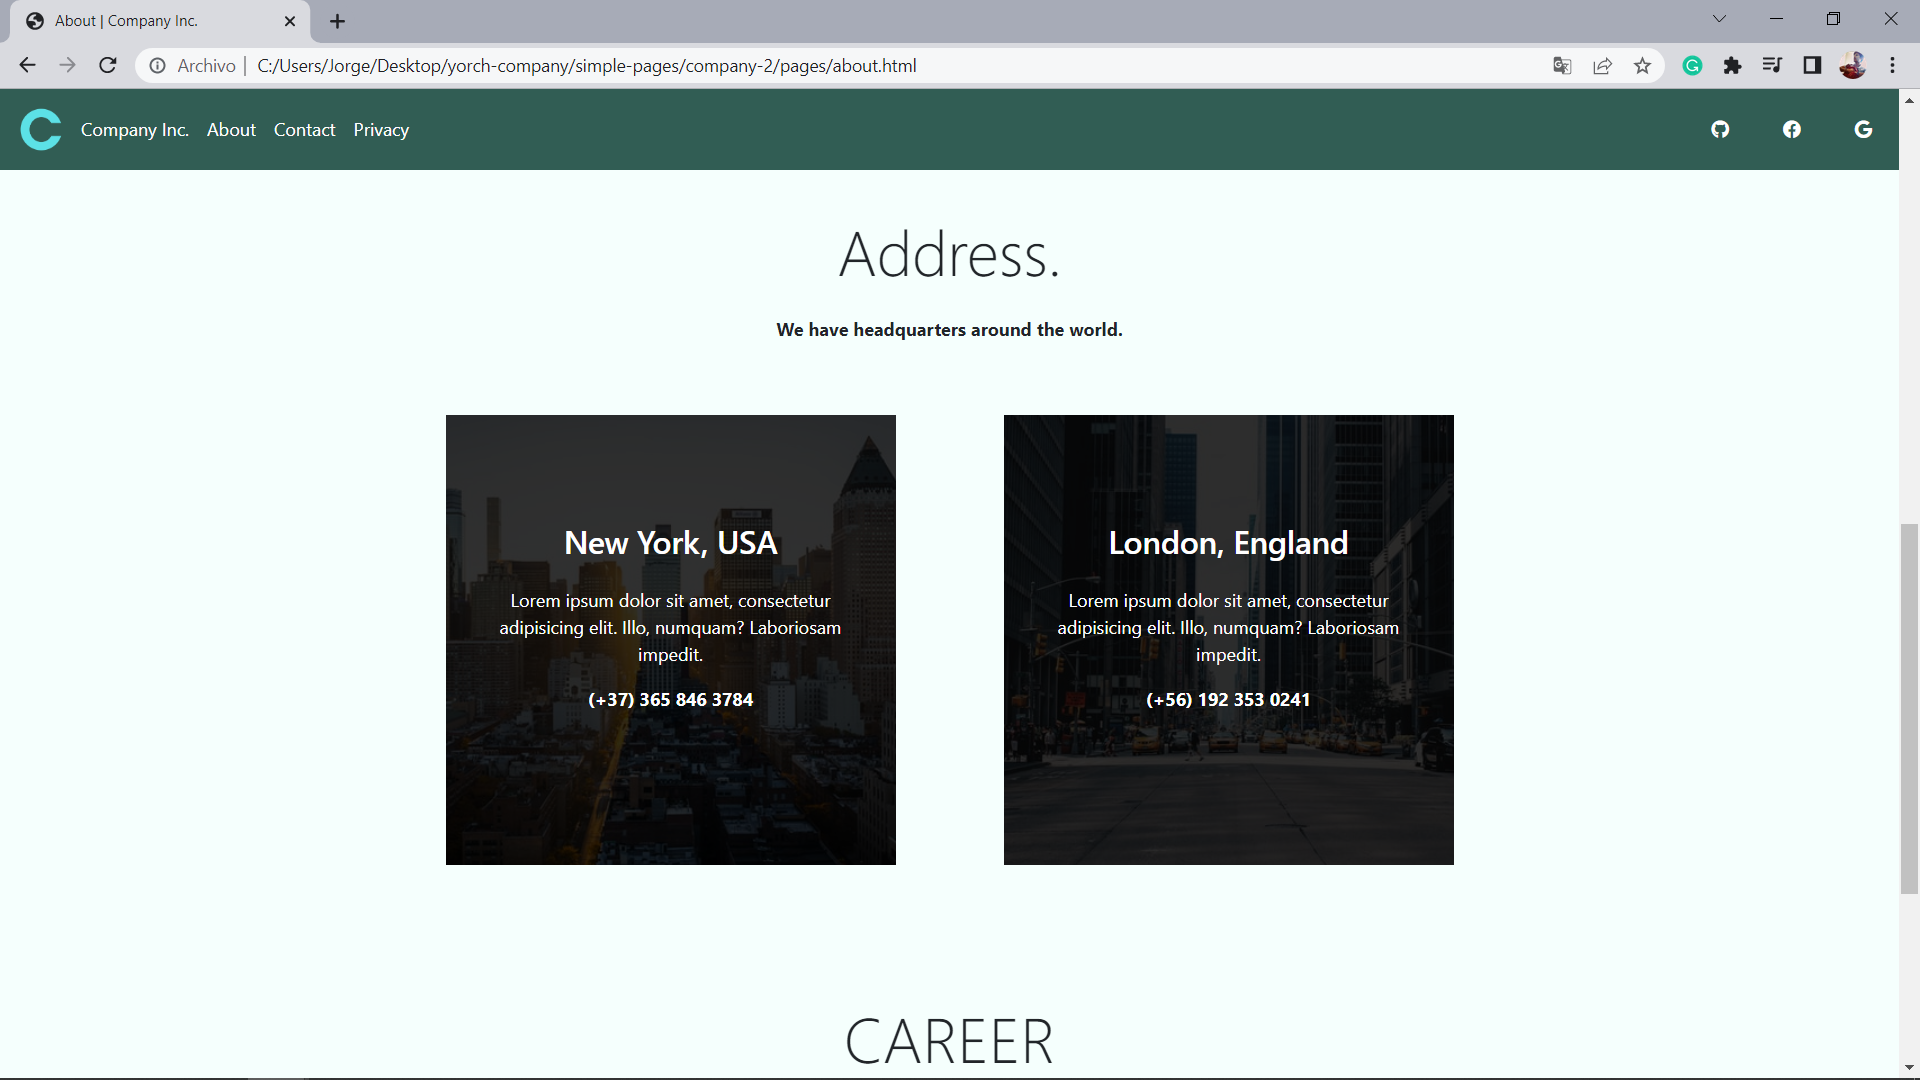 About | Company Inc.
Archivo | C:/Users/Jorge/Desktop/yorch-company/simple-pages/company-2/pages/about.html
Company Inc. About Contact Privacy
Address.
We have headquarters around the world.
New York, USA
Lorem ipsum dolor sit amet, consectetur
adipisicing elit. Illo, numquam? Laboriosam
impedit.
(+37) 365 846 3784
London, England
Lorem ipsum dolor sit amet, consectetur
adipisicing elit. Illo, numquam? Laboriosam
impedit.
(+56) 192 353 0241
CAREER